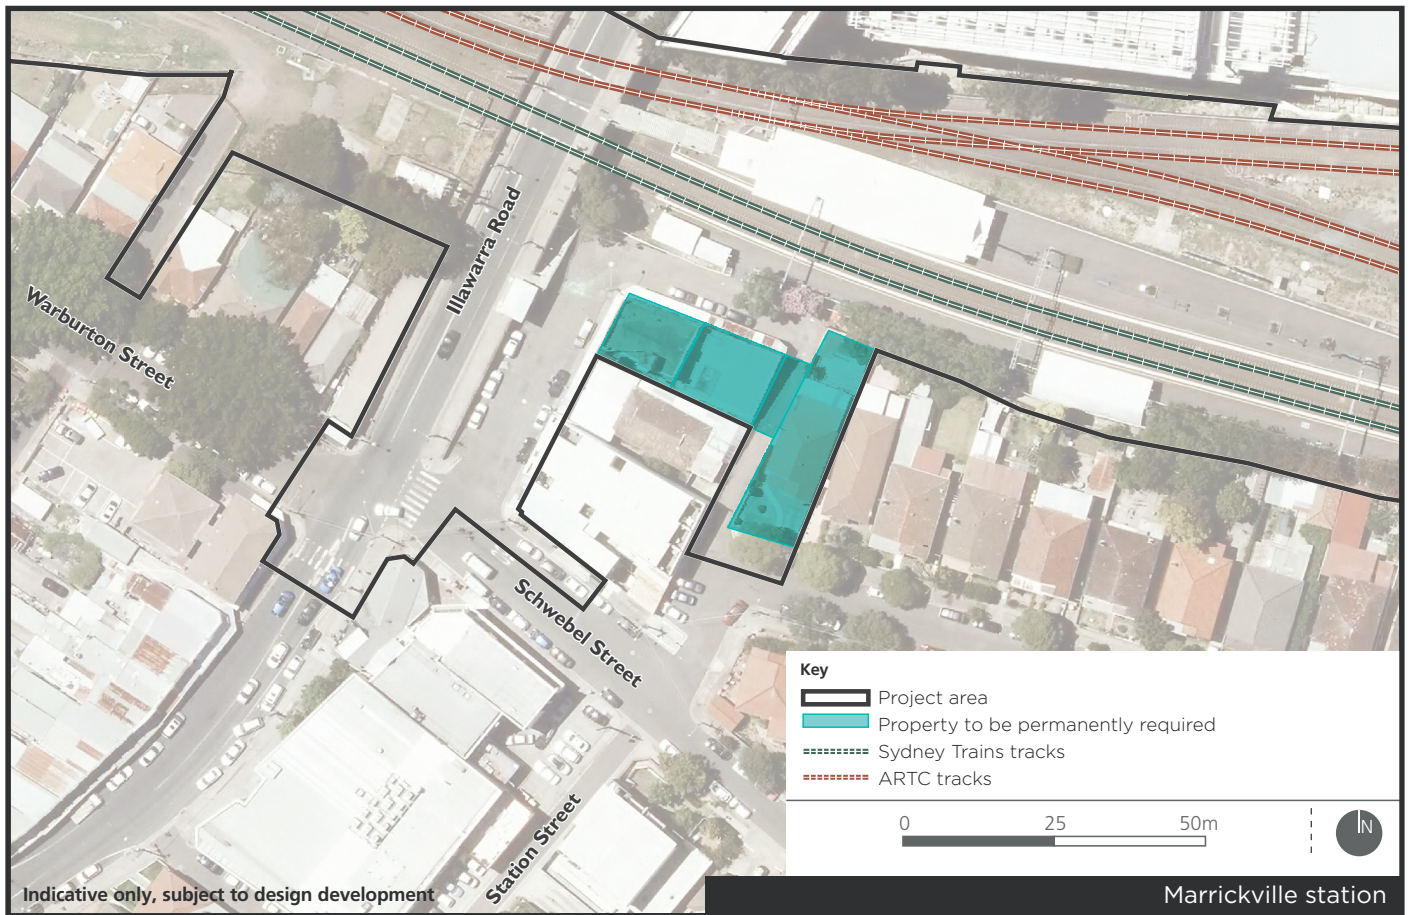 Illawarra Road
Warburton Street
Schwebel Street
Station Street
Key
Project area
Property to be permanently required
Sydney Trains tracks
ARTC tracks
0 25 50m
N
Indicative only, subject to design development
Marrickville station